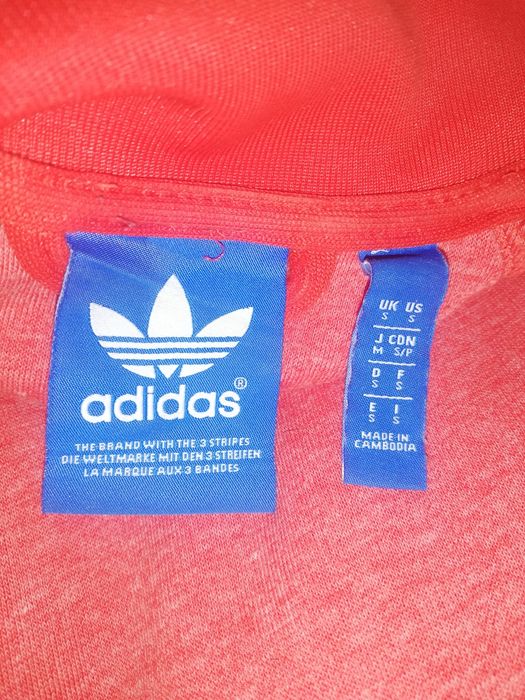 adidas®
THE BRAND WITH THE 3 STRIPES
DIE WELTMARKE MIT DEN 3 STREIFEN
LA MARQUE AUX 3 BANDES
UK US
S S
J CDN
M S/P
D F
S S
E I
S S
MADE IN
CAMBODIA